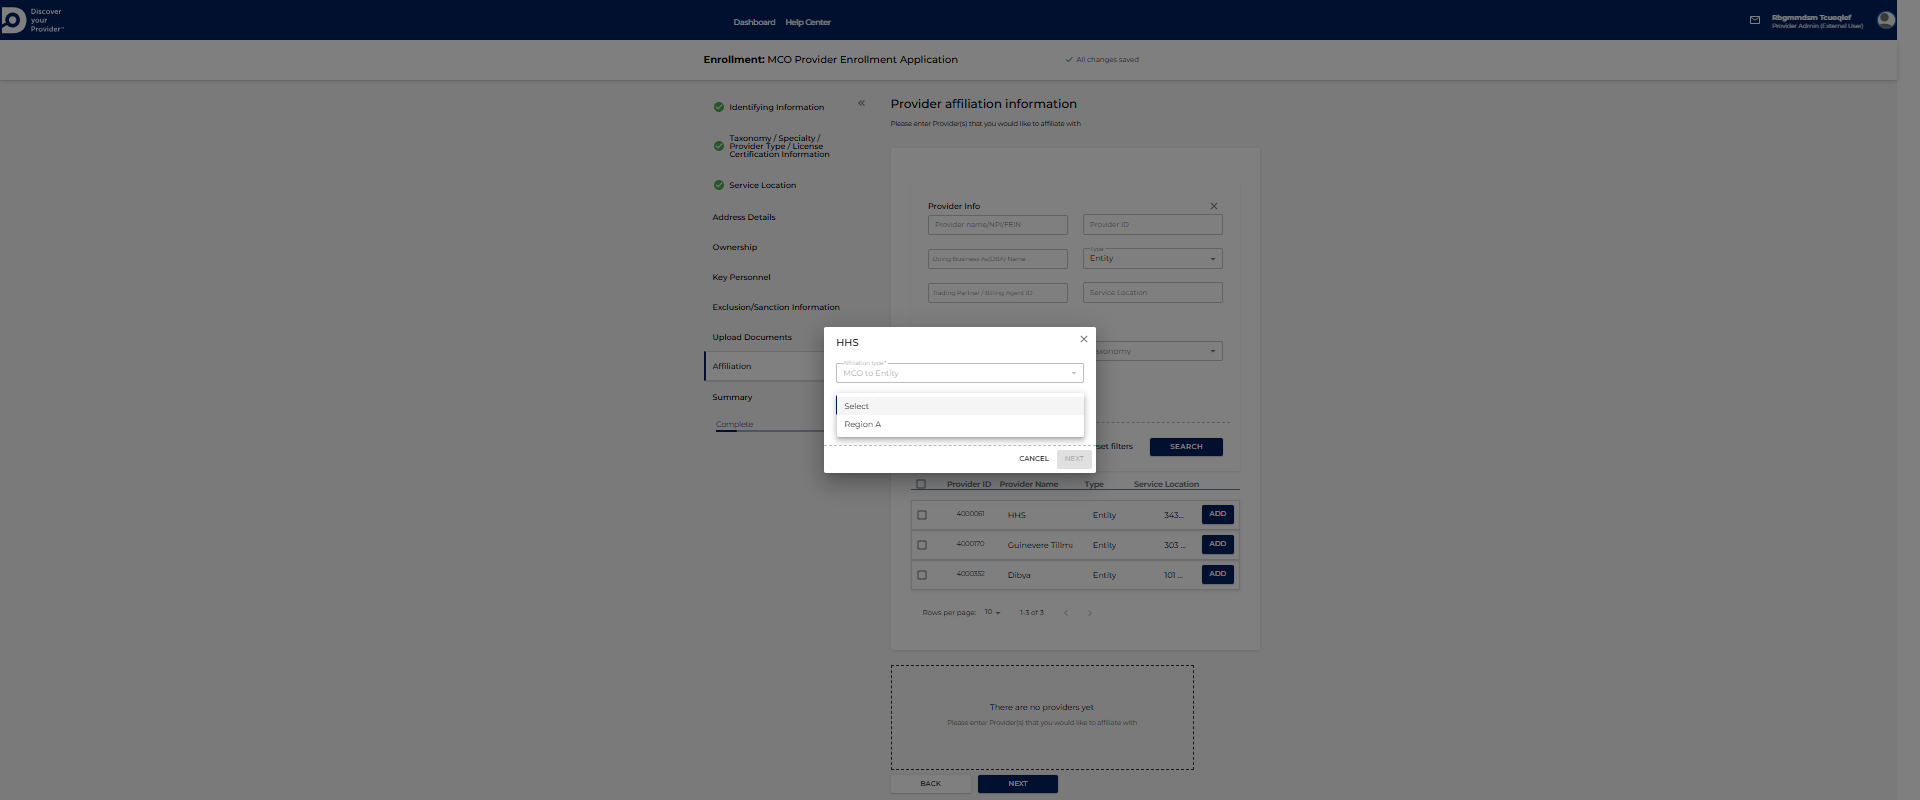 Discover
your
Provider
Dashboard
Help Center
Rbgmmdsm Tcueqlef
Provider Admin (External User)
Enrollment: MCO Provider Enrollment Application
All changes saved
Identifying Information
Taxonomy / Specialty /
Provider Type / License
Certification Information
Service Location
Address Details
Ownership
Key Personnel
Exclusion/Sanction Information
Upload Documents
Affiliation
Summary
Complete
Provider affiliation information
Please enter Provider(s) that you would like to affiliate with
Provider Info
Provider name/NPI/FEIN
Provider ID
Doing Business As(DBA) Name
Type
Entity
Trading Partner / Billing Agent ID
Service Location
axonomy
set filters
SEARCH
HHS
Affiliation type*
MCO to Entity
Select
Region A
CANCEL
NEXT
Provider ID
Provider Name
Type
Service Location
4000061
HHS
Entity
343...
ADD
4000170
Guinevere Tillma
Entity
303 ...
ADD
4000352
Dibya
Entity
101 ...
ADD
Rows per page:
10
1-3 of 3
There are no providers yet
Please enter Provider(s) that you would like to affiliate with
BACK
NEXT